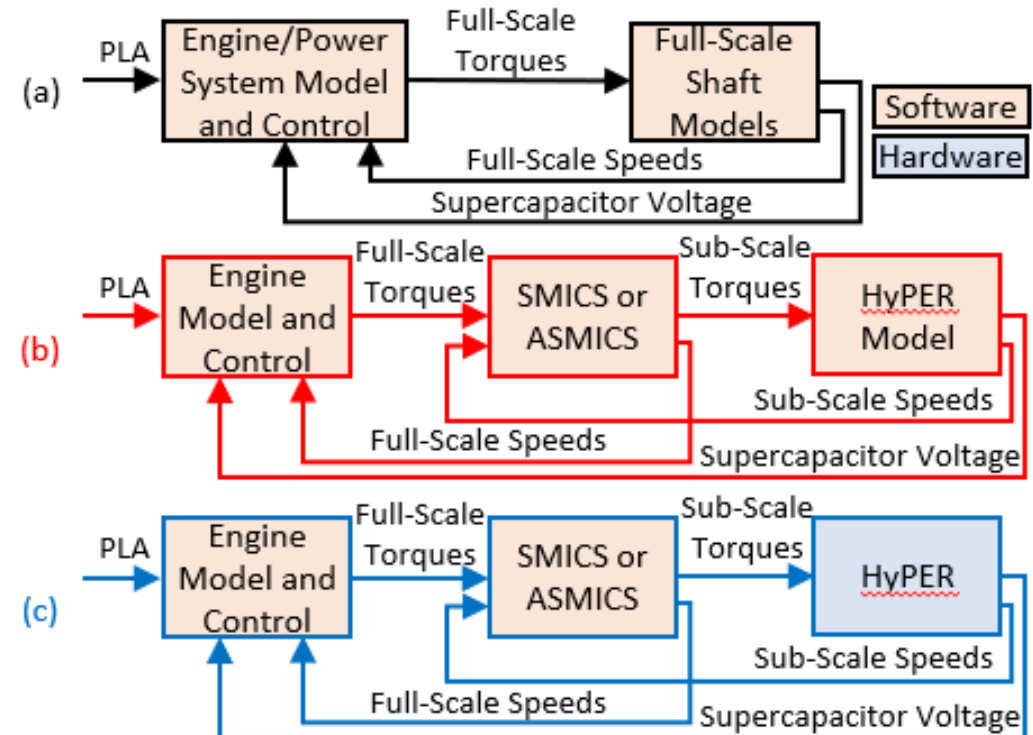 (a)
PLA
Engine/Power
System Model
and Control
Full-Scale
Torques
Full-Scale
Shaft
Models
Software
Hardware
Full-Scale Speeds
Supercapacitor Voltage
(b)
PLA
Engine
Model and
Control
Full-Scale
Torques
SMICS or
ASMICS
Sub-Scale
Torques
HyPER
Model
Sub-Scale Speeds
Full-Scale Speeds
Supercapacitor Voltage
(c)
PLA
Engine
Model and
Control
Full-Scale
Torques
SMICS or
ASMICS
Sub-Scale
Torques
HyPER
Sub-Scale Speeds
Full-Scale Speeds
Supercapacitor Voltage